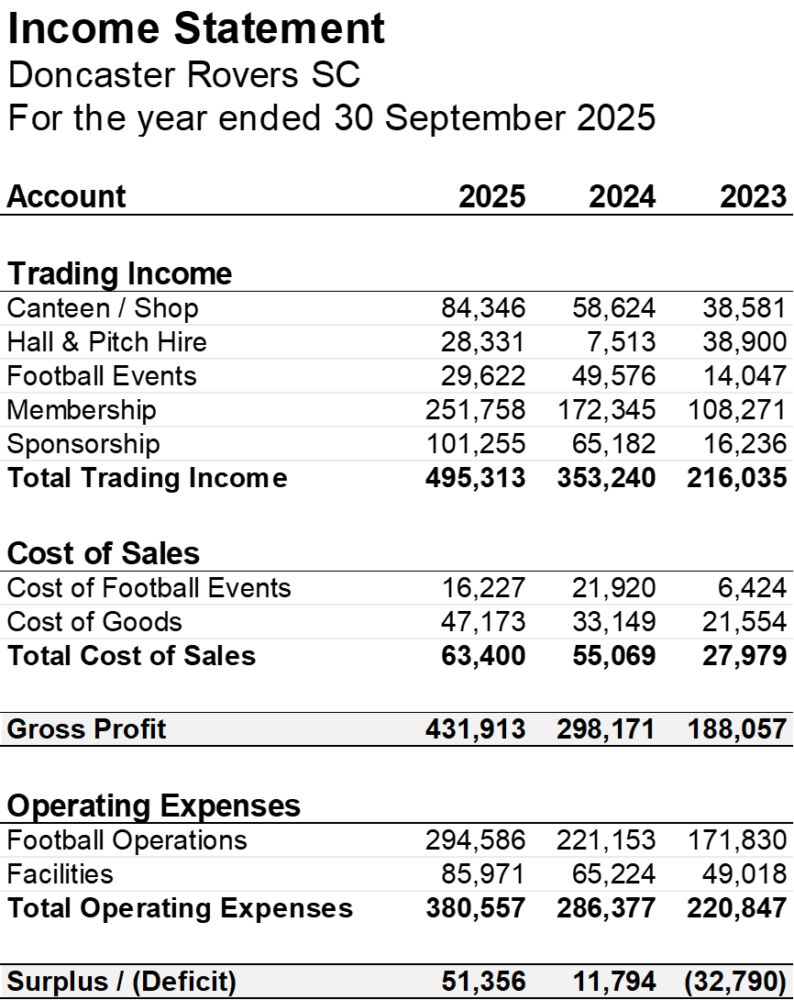 Income Statement
Doncaster Rovers SC
For the year ended 30 September 2025
Account 2025 2024 2023
Trading Income
Canteen / Shop 84,346 58,624 38,581
Hall & Pitch Hire 28,331 7,513 38,900
Football Events 29,622 49,576 14,047
Membership 251,758 172,345 108,271
Sponsorship 101,255 65,182 16,236
Total Trading Income 495,313 353,240 216,035
Cost of Sales
Cost of Football Events 16,227 21,920 6,424
Cost of Goods 47,173 33,149 21,554
Total Cost of Sales 63,400 55,069 27,979
Gross Profit 431,913 298,171 188,057
Operating Expenses
Football Operations 294,586 221,153 171,830
Facilities 85,971 65,224 49,018
Total Operating Expenses 380,557 286,377 220,847
Surplus / (Deficit) 51,356 11,794 (32,790)